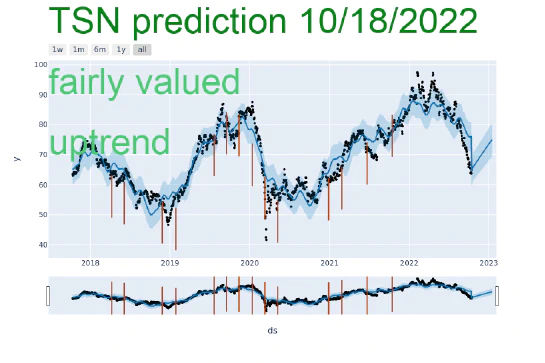 TSN prediction 10/18/2022
1w 1m 6m 1y all
fairly valued
uptrend
100
90
80
70
60
50
40
y
2018 2019 2020 2021 2022 2023
ds